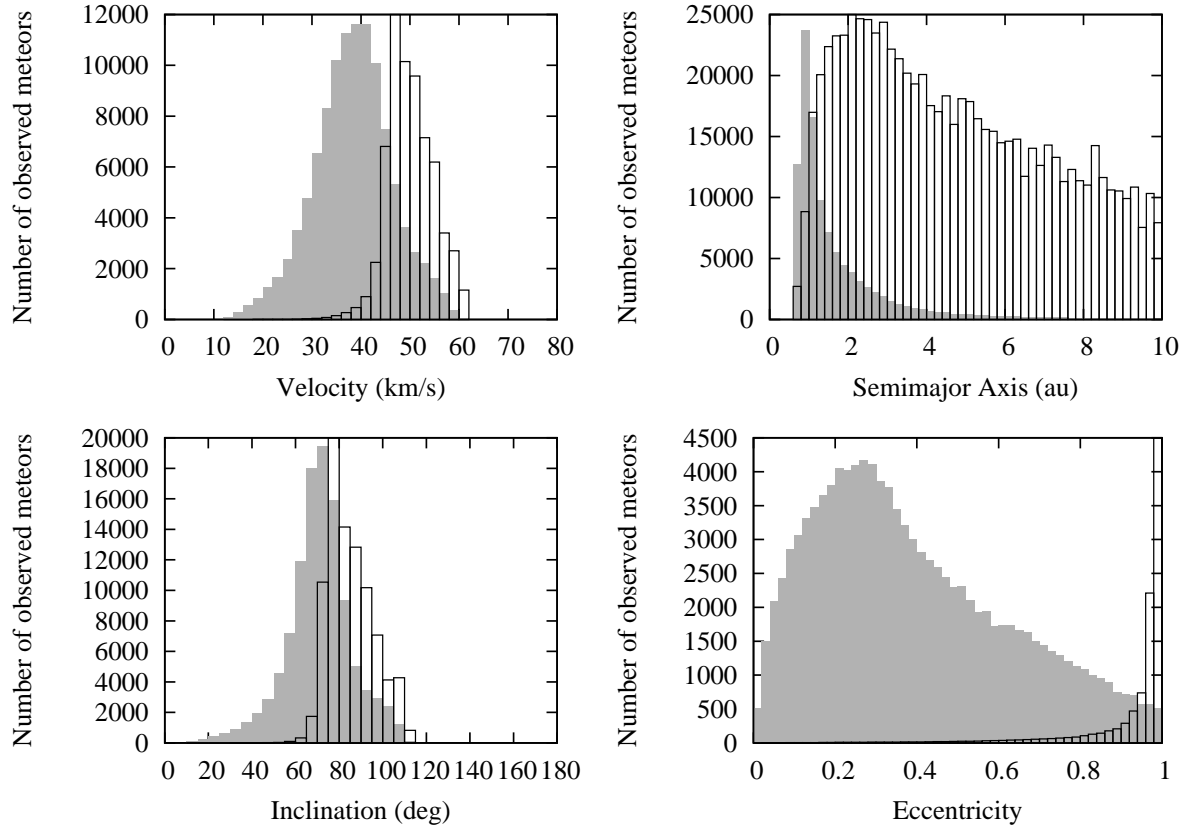 Number of observed meteors
12000
10000
8000
6000
4000
2000
0
0 10 20 30 40 50 60 70 80
Velocity (km/s)
Number of observed meteors
25000
20000
15000
10000
5000
0
0 2 4 6 8 10
Semimajor Axis (au)
Number of observed meteors
20000
18000
16000
14000
12000
10000
8000
6000
4000
2000
0
0 20 40 60 80 100 120 140 160 180
Inclination (deg)
Number of observed meteors
4500
4000
3500
3000
2500
2000
1500
1000
500
0
0 0.2 0.4 0.6 0.8 1
Eccentricity